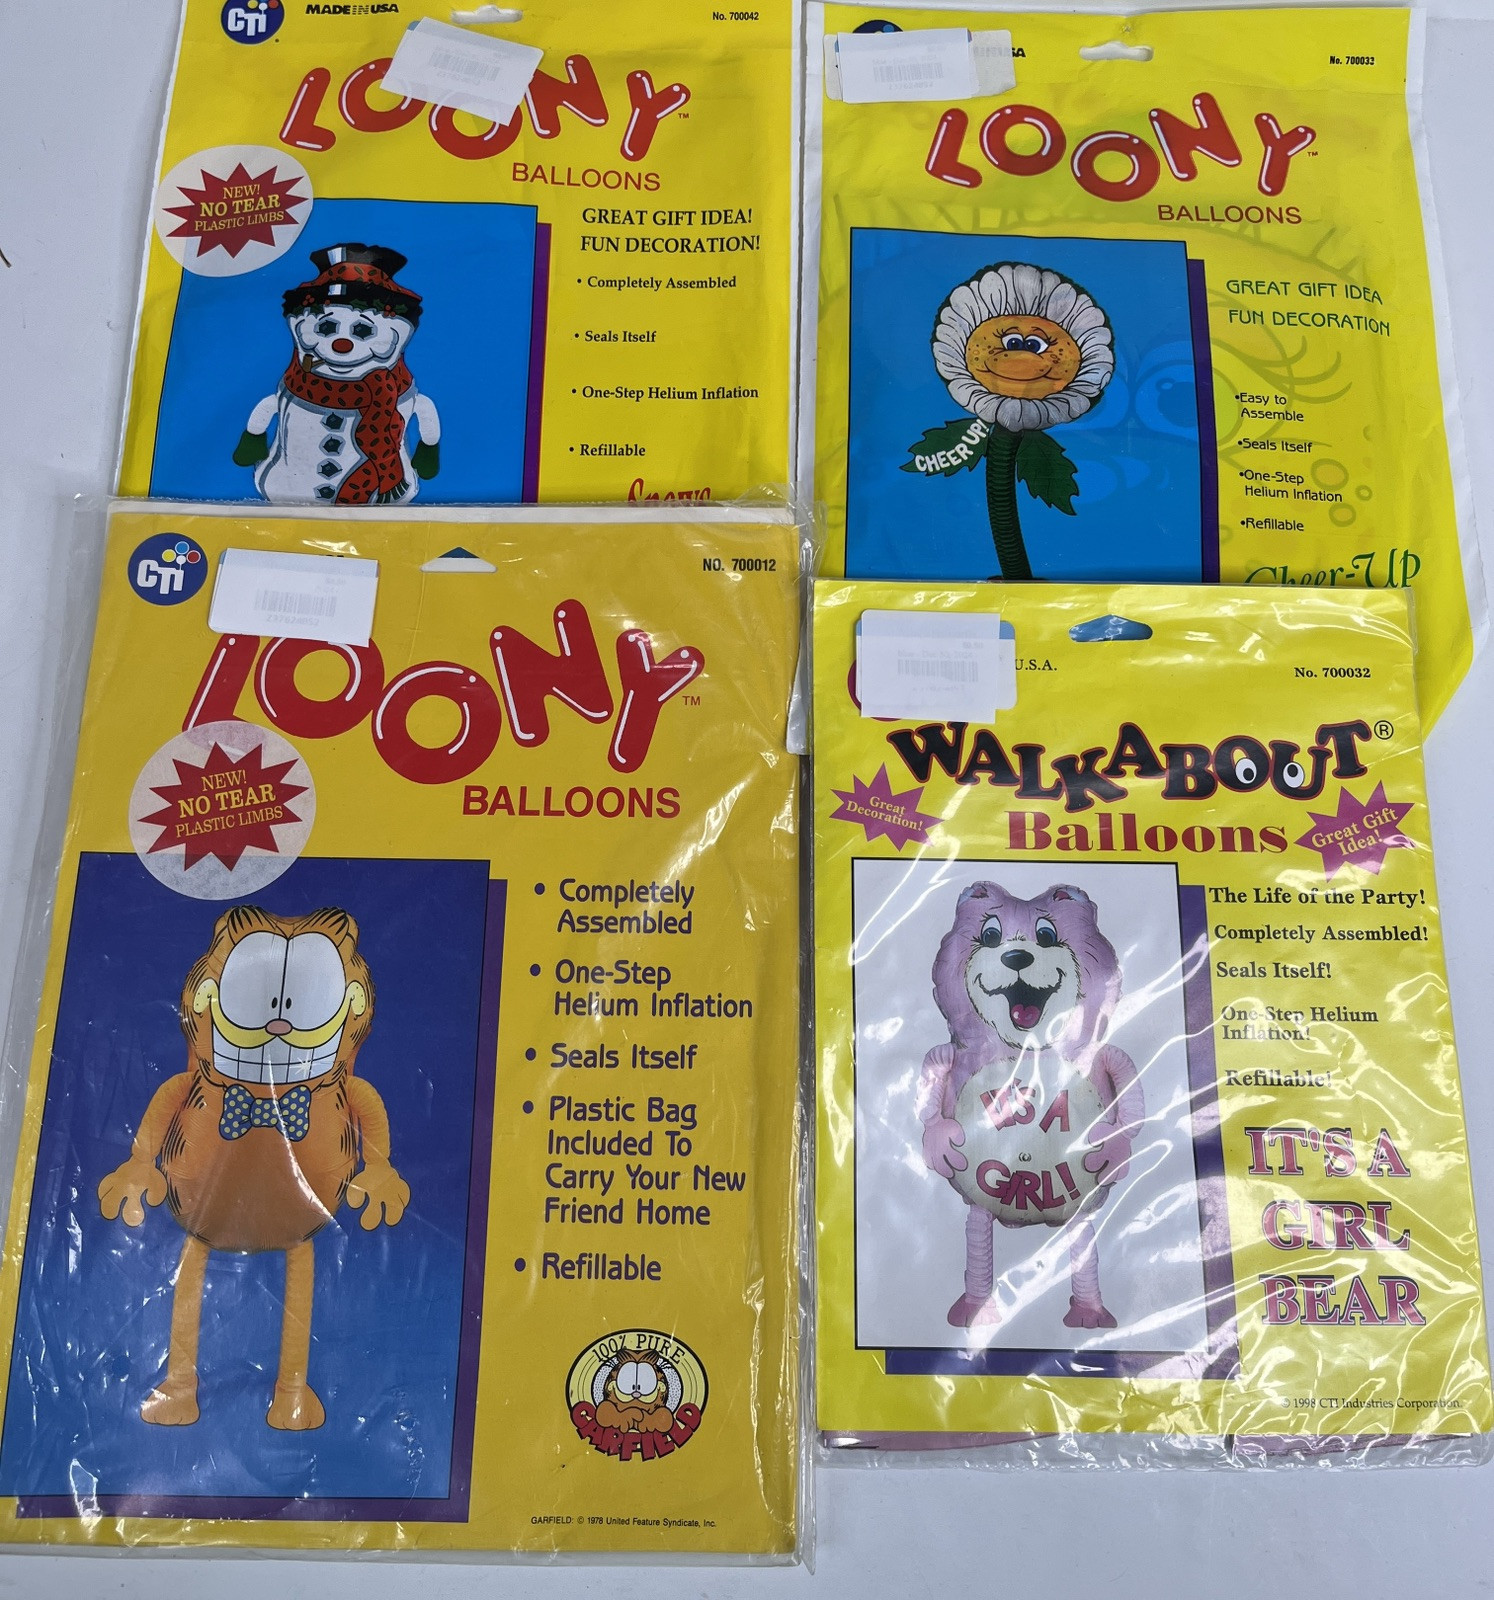 CTi
MADE IN USA
No. 700042
LOONY™
BALLOONS
NEW!
NO TEAR
PLASTIC LIMBS
GREAT GIFT IDEA!
FUN DECORATION!
• Completely Assembled
• Seals Itself
• One-Step Helium Inflation
• Refillable
USA
No. 700033
LOONY™
BALLOONS
GREAT GIFT IDEA
FUN DECORATION
•Easy to
Assemble
•Seals Itself
•One-Step
Helium Inflation
•Refillable
Cheer-Up
CHEER UP!
CTi
NO. 700012
LOONY™
BALLOONS
NEW!
NO TEAR
PLASTIC LIMBS
• Completely
Assembled
• One-Step
Helium Inflation
• Seals Itself
• Plastic Bag
Included To
Carry Your New
Friend Home
• Refillable
100% PURE
GARFIELD
GARFIELD: © 1978 United Feature Syndicate, Inc.
U.S.A.
No. 700032
WALKABOUT®
Balloons
Great
Decoration!
Great Gift
Idea!
The Life of the Party!
Completely Assembled!
Seals Itself!
One-Step Helium
Inflation!
Refillable!
IT'S A
GIRL!
IT'S A
GIRL
BEAR
© 1998 CTI Industries Corporation.